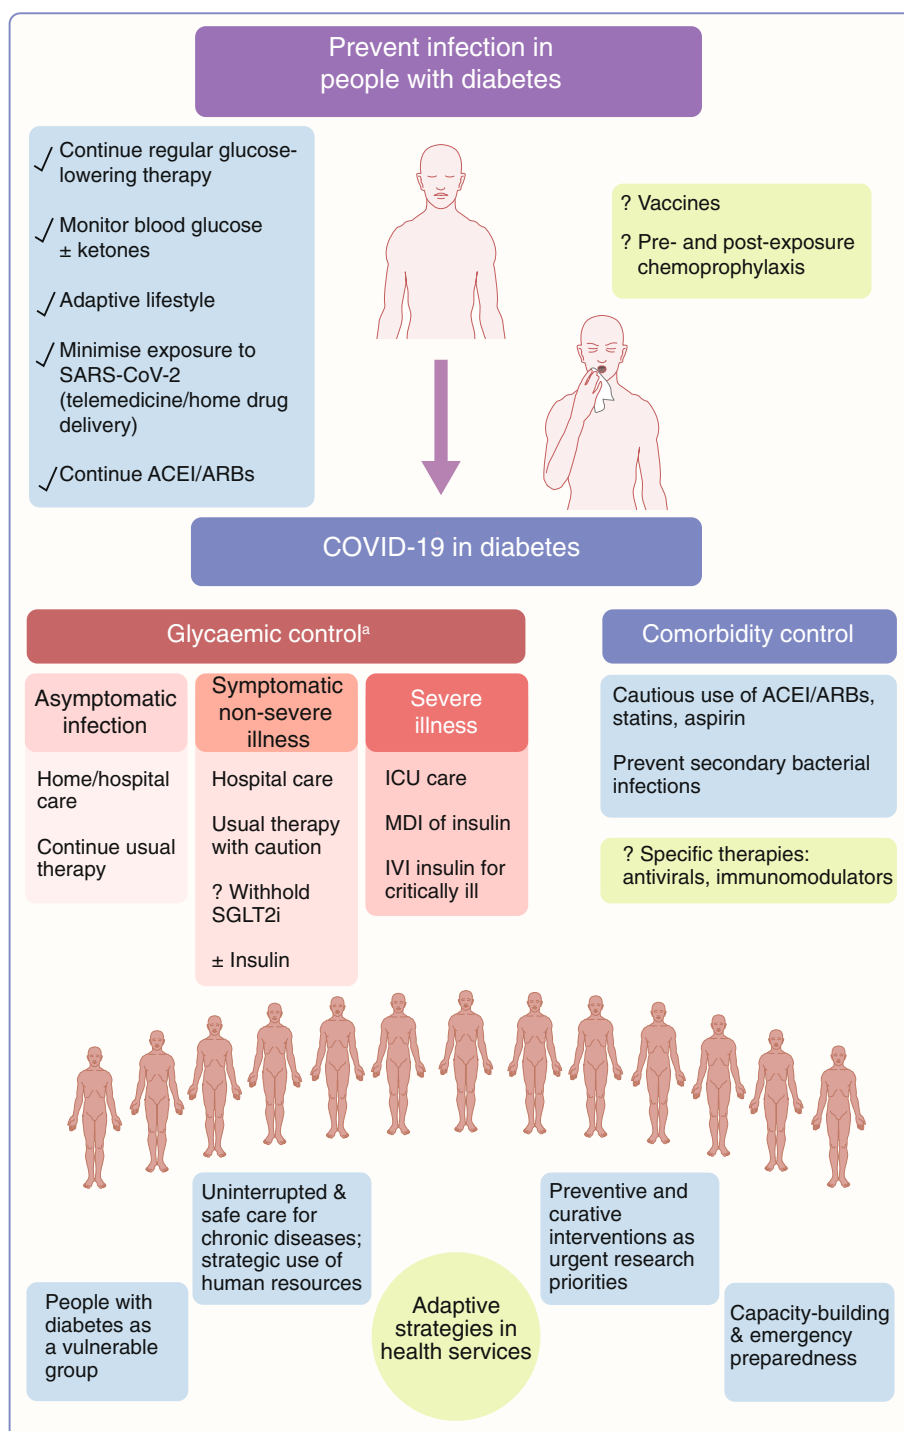 Prevent infection in
people with diabetes
✓ Continue regular glucose-
lowering therapy
✓ Monitor blood glucose
± ketones
✓ Adaptive lifestyle
✓ Minimise exposure to
SARS-CoV-2
(telemedicine/home drug
delivery)
✓ Continue ACEI/ARBs
? Vaccines
? Pre- and post-exposure
chemoprophylaxis
COVID-19 in diabetes
Glycaemic controlᵃ
Asymptomatic
infection
Home/hospital
care
Continue usual
therapy
Symptomatic
non-severe
illness
Hospital care
Usual therapy
with caution
? Withhold
SGLT2i
± Insulin
Severe
illness
ICU care
MDI of insulin
IVI insulin for
critically ill
Comorbidity control
Cautious use of ACEI/ARBs,
statins, aspirin
Prevent secondary bacterial
infections
? Specific therapies:
antivirals, immunomodulators
People with
diabetes as
a vulnerable
group
Uninterrupted &
safe care for
chronic diseases;
strategic use of
human resources
Adaptive
strategies in
health services
Preventive and
curative
interventions as
urgent research
priorities
Capacity-building
& emergency
preparedness